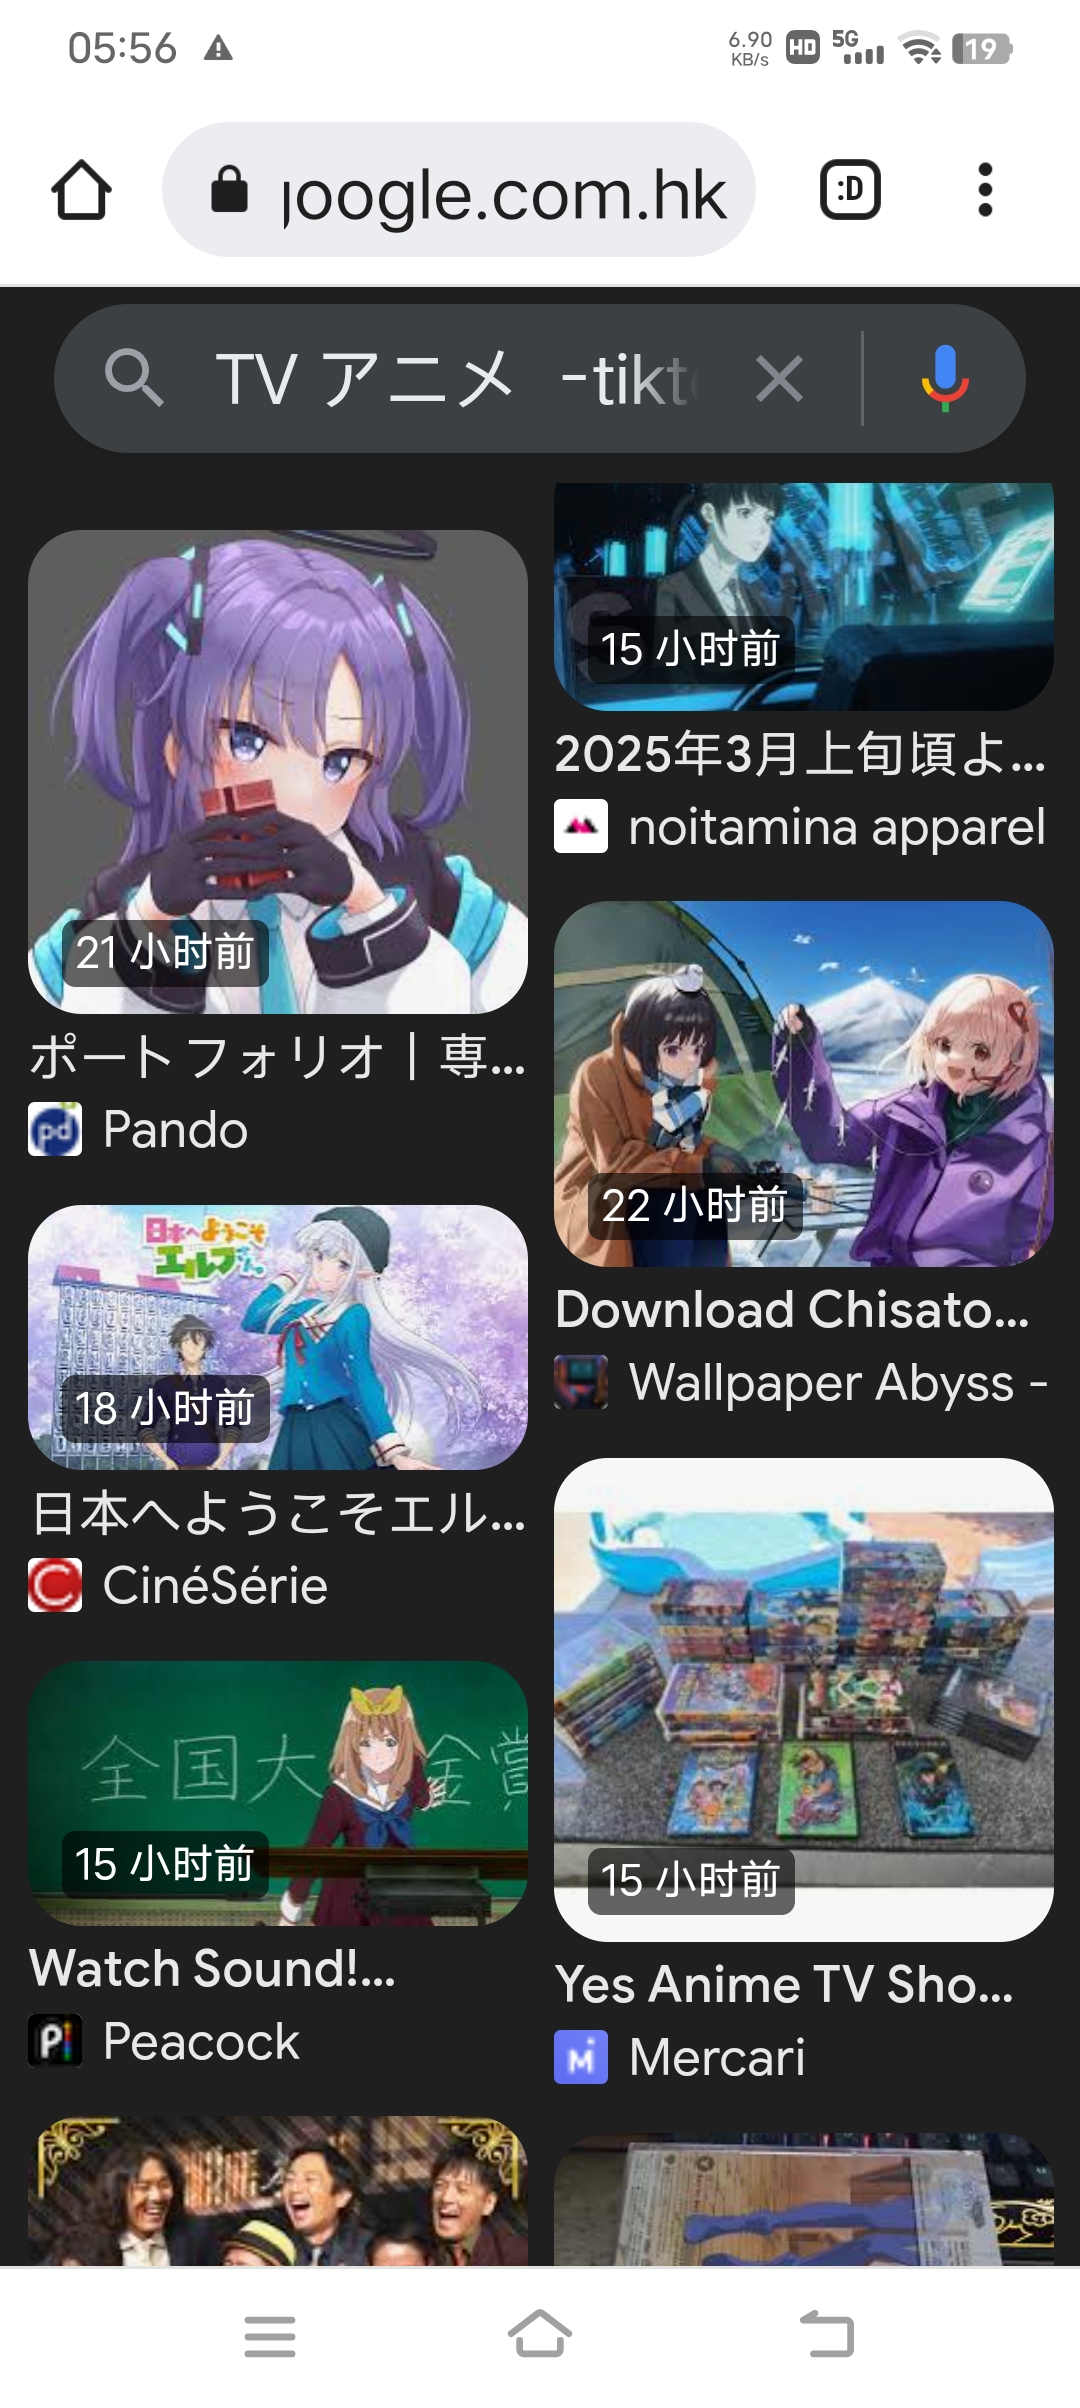 05:56
6.90
KB/s
HD
5G
19
google.com.hk
:D
TV アニメ -tikt
15 小时前
2025年3月上旬頃よ...
noitamina apparel
21 小时前
ポートフォリオ｜専...
pd
Pando
22 小时前
Download Chisato...
Wallpaper Abyss -
日本へようこそ
エルフさん。
18 小时前
日本へようこそエル...
CinéSérie
全国大 金賞
15 小时前
Watch Sound!...
Peacock
15 小时前
Yes Anime TV Sho...
Mercari